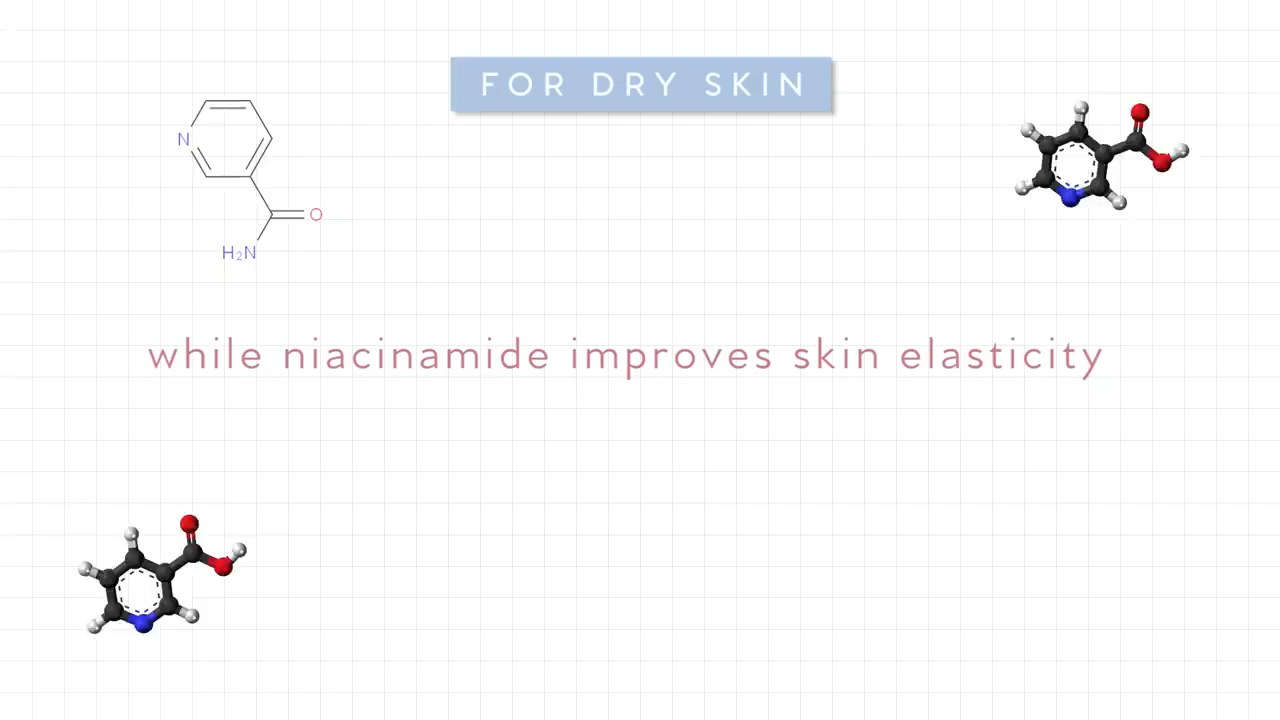 FOR DRY SKIN
N
O
H₂N
while niacinamide improves skin elasticity